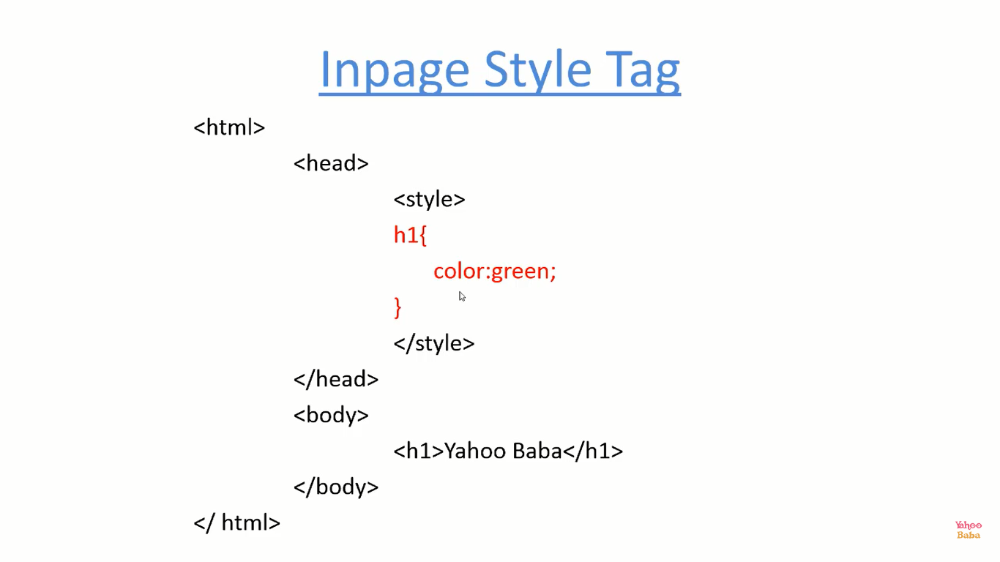 Inpage Style Tag
<html>
<head>
<style>
h1{
color:green;
}
</style>
</head>
<body>
<h1>Yahoo Baba</h1>
</body>
</ html>
Yahoo
Baba